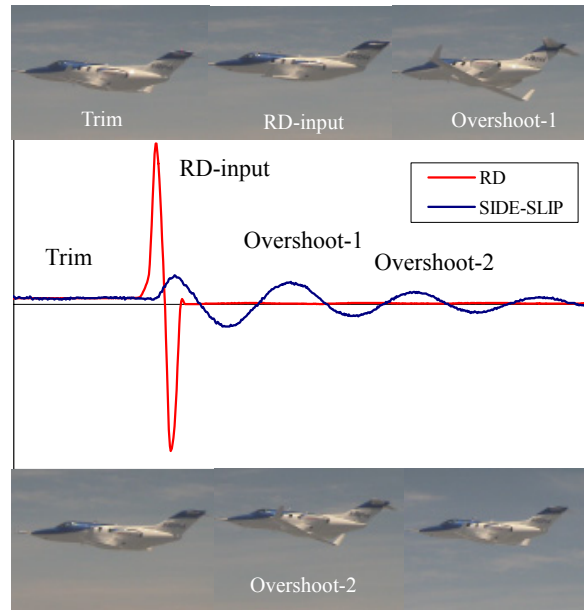 Trim
RD-input
Overshoot-1
RD-input
RD
SIDE-SLIP
Overshoot-1
Overshoot-2
Trim
Overshoot-2